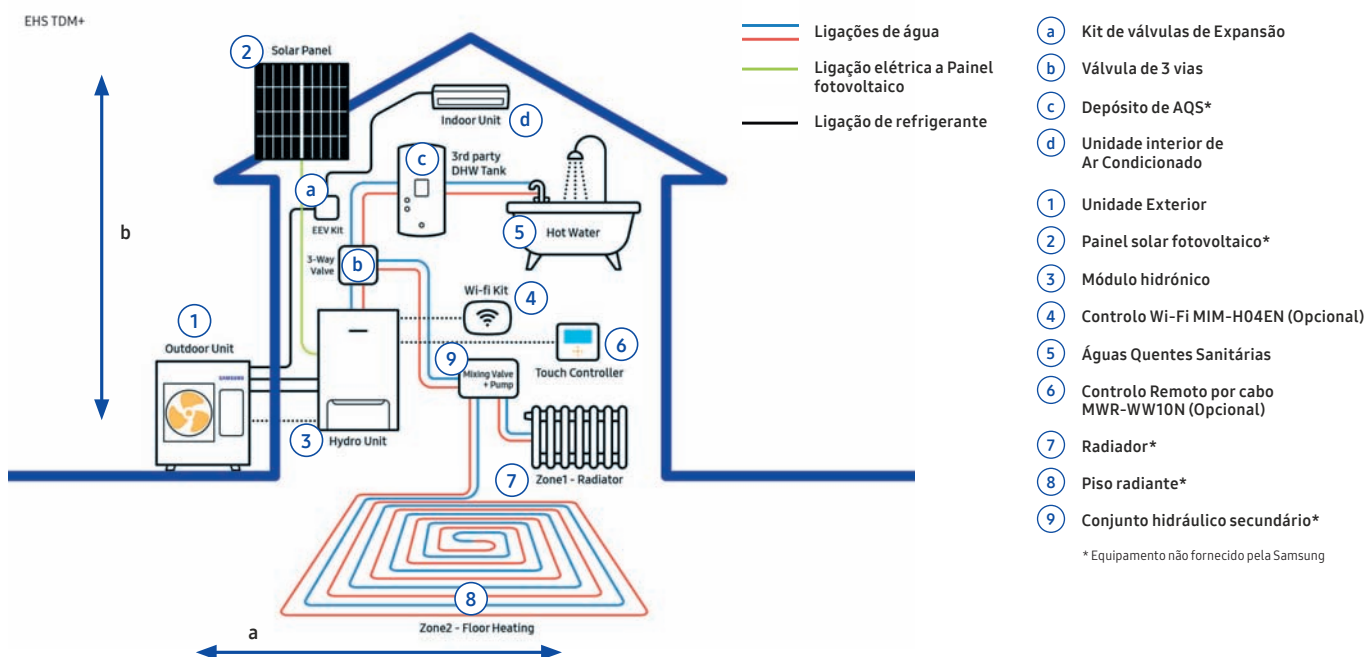 EHS TDM+
2 Solar Panel
Indoor Unit
d
c
3rd party
DHW Tank
a
EEV Kit
b
5 Hot Water
3-Way
Valve
b
Wi-fi Kit
4
1
Outdoor Unit
SAMSUNG
9
Mixing Valve
+ Pump
Touch Controller
6
3 Hydro Unit
7 Zone1 - Radiator
8
Zone2 - Floor Heating
a
Ligações de água
Ligação elétrica a Painel
fotovoltaico
Ligação de refrigerante
a Kit de válvulas de Expansão
b Válvula de 3 vias
c Depósito de AQS*
d Unidade interior de
Ar Condicionado
1 Unidade Exterior
2 Painel solar fotovoltaico*
3 Módulo hidrónico
4 Controlo Wi-Fi MIM-H04EN (Opcional)
5 Águas Quentes Sanitárias
6 Controlo Remoto por cabo
MWR-WW10N (Opcional)
7 Radiador*
8 Piso radiante*
9 Conjunto hidráulico secundário*
* Equipamento não fornecido pela Samsung